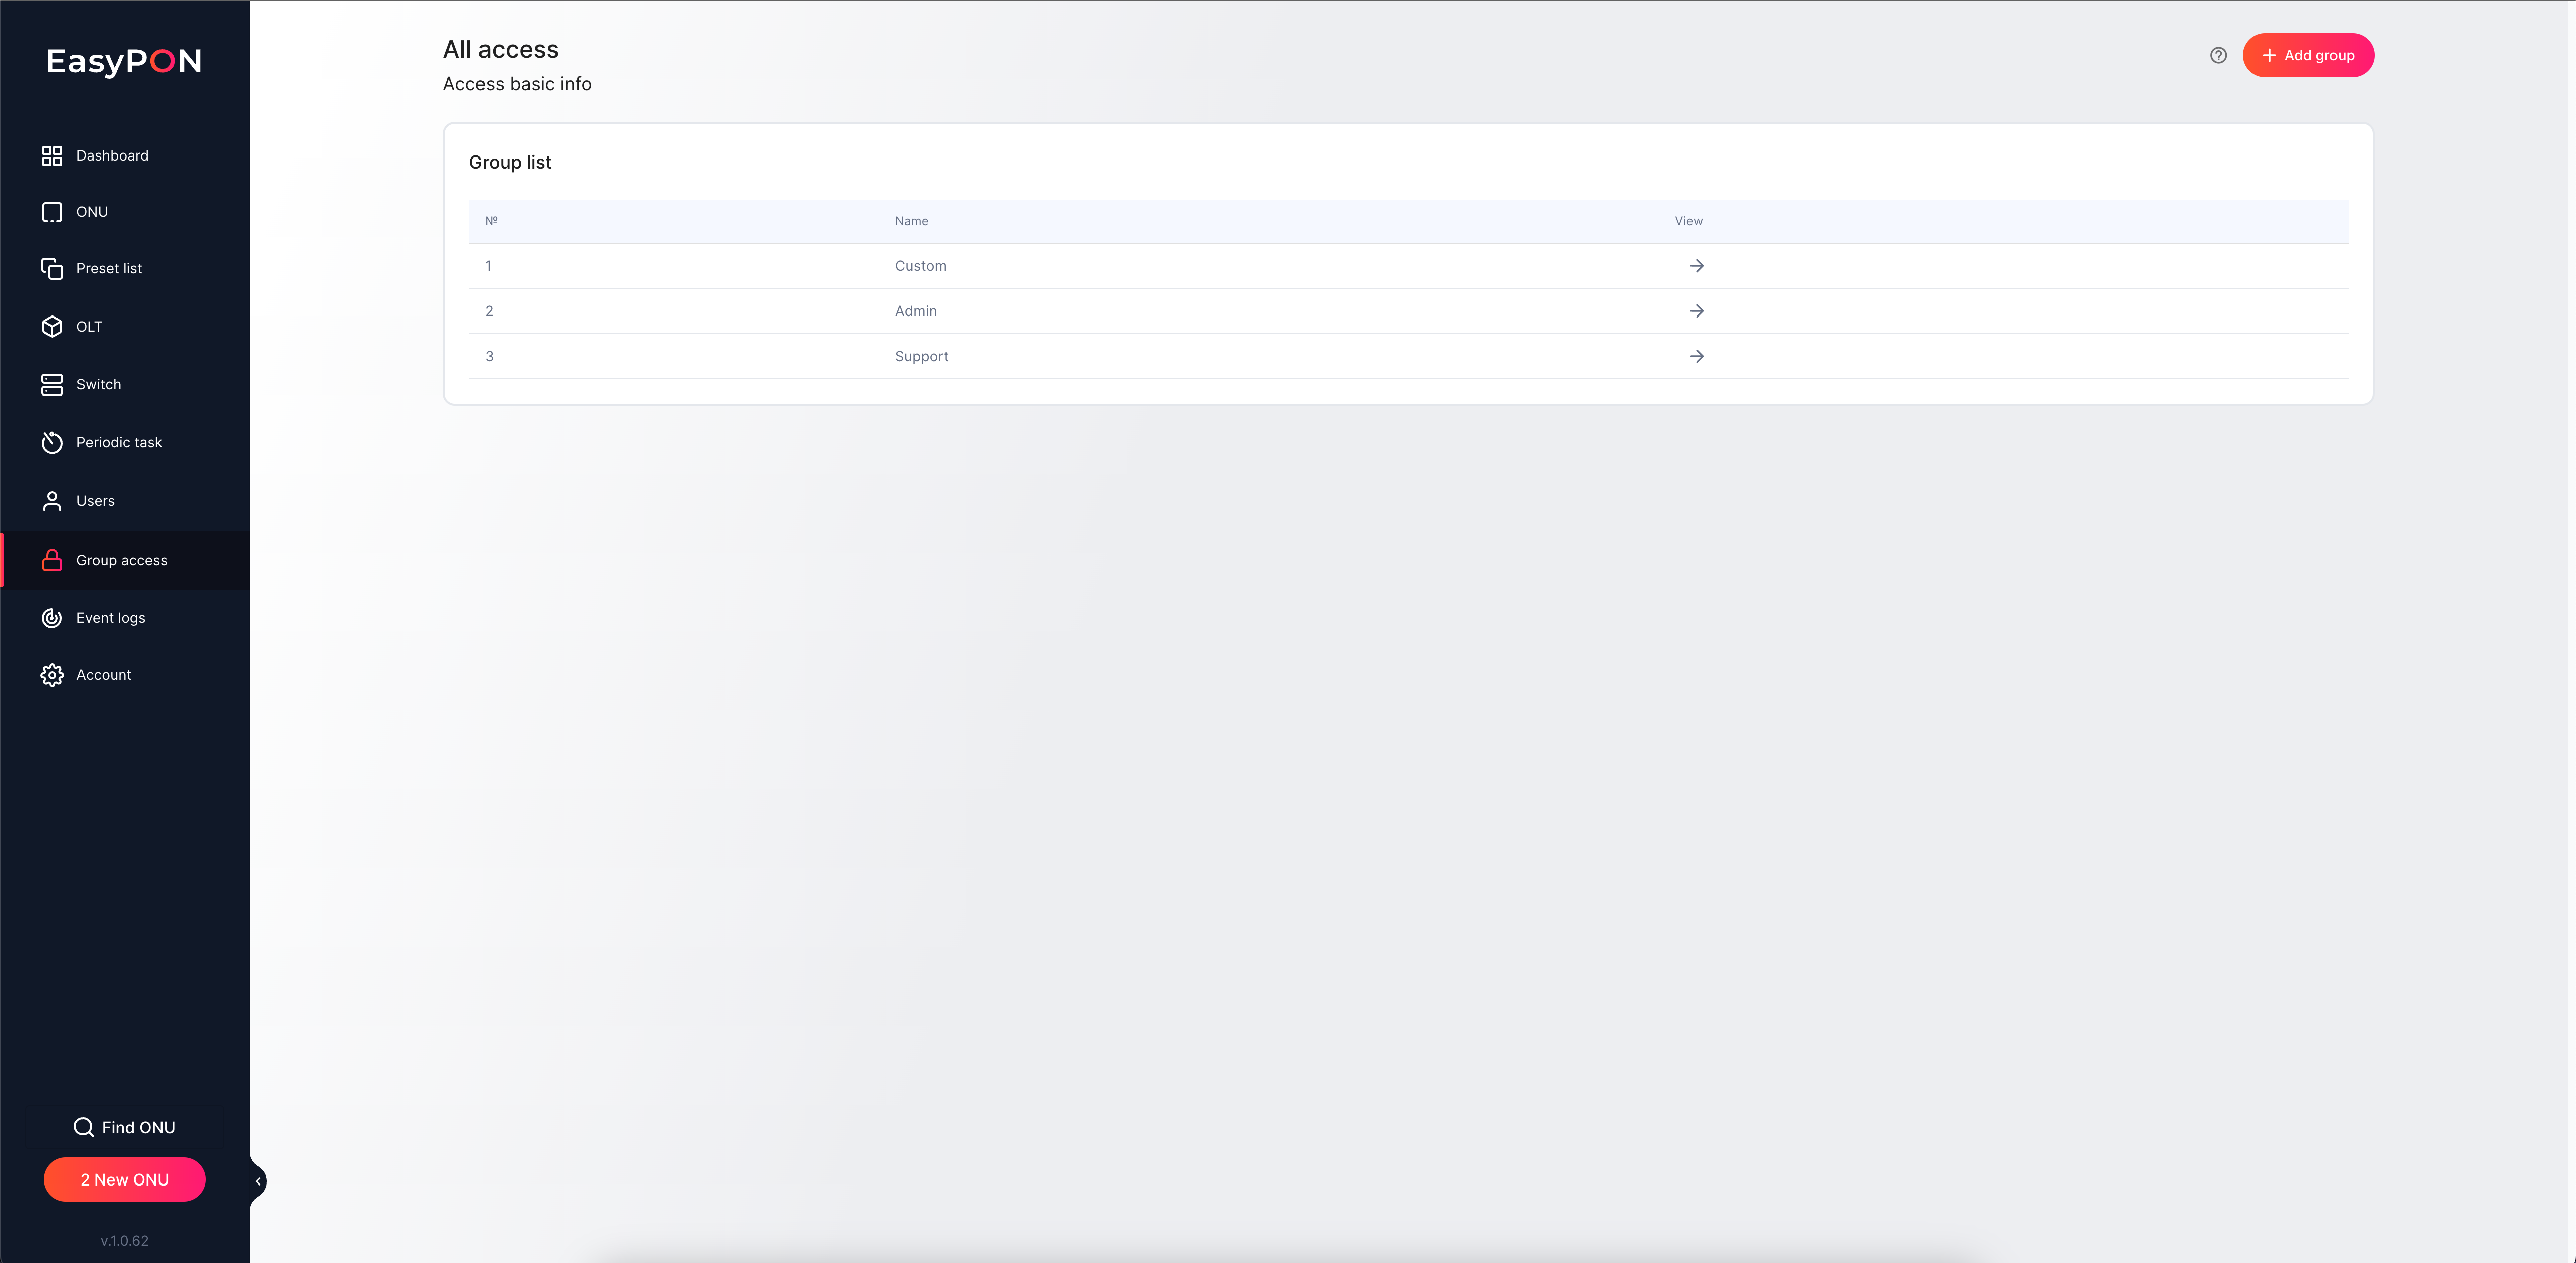 EasyPON
Dashboard
ONU
Preset list
OLT
Switch
Periodic task
Users
Group access
Event logs
Account
Find ONU
2 New ONU
v.1.0.62
All access
Access basic info
Add group
Group list
№ Name View
1 Custom
2 Admin
3 Support